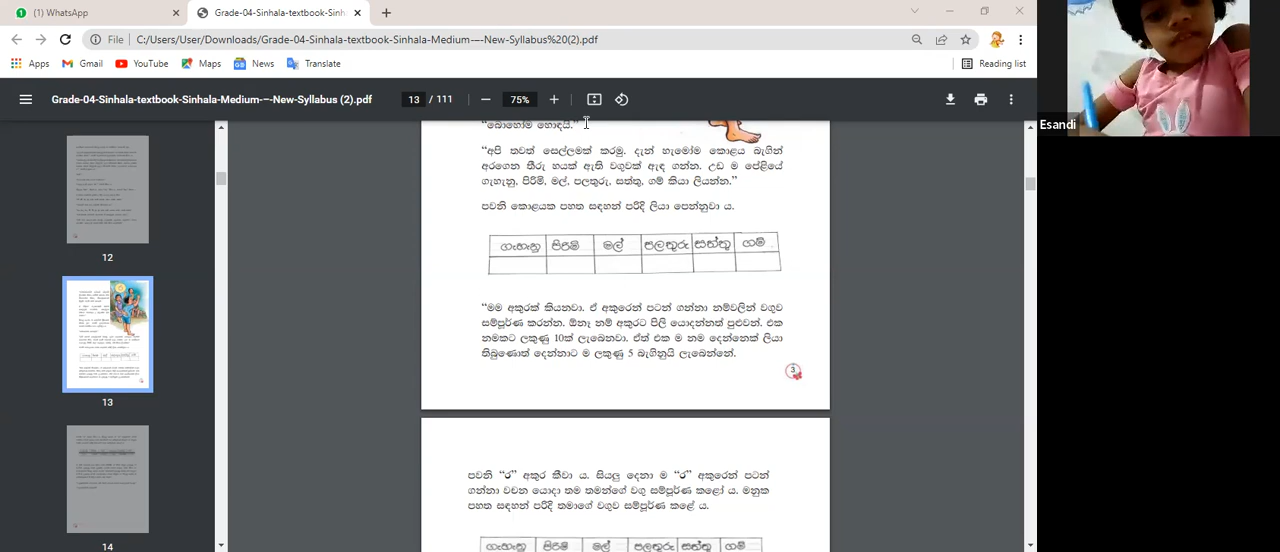 (1) WhatsApp
Grade-04-Sinhala-textbook-Sinh
File C:/Users/User/Downloads/Grade-04-Sinhala-textbook-Sinhala-Medium-–-New-Syllabus%20(2).pdf
Apps Gmail YouTube Maps News Translate Reading list
Grade-04-Sinhala-textbook-Sinhala-Medium-–-New-Syllabus (2).pdf 13 / 111 75%
Esandi
12
13
14
"බොහෝම හොඳයි."
"අපි තවත් සෙල්ලමක් කරමු. දැන් හැමෝම කොළය බැගින්
අරගෙන තීරු හයක් ඇති වගුවක් ඇඳ ගන්න. උඩ ම පේළියේ
ගැහැනු, පිරිමි, මල්, පලතුරු, සත්තු, ගම් කියා ලියන්න."
පවනි කොළයක පහත සඳහන් පරිදි ලියා පෙන්නුවා ය.
ගැහැනු පිරිමි මල් පලතුරු සත්තු ගම්
"මම අකුරක් කියනවා. ඒ අකුරෙන් පටන් ගන්නා නම්වලින් වගුව
සම්පූර්ණ කරන්න. ඕනෑ නම් අකුරට පිලි යොදන්නත් පුළුවන්. එක
නමකට ලකුණු 10ක් ලැබෙනවා. ඒත් එක ම නම දෙන්නෙක් ලියා
තිබුණොත් දෙන්නාට ම ලකුණු 5 බැගිනුයි ලැබෙන්නේ.
3
පවනි "ර" අකුර කීවා ය. සියලු දෙනා ම "ර" අකුරෙන් පටන්
ගන්නා වචන යොදා තම තමන්ගේ වගු සම්පූර්ණ කළෝ ය. මනුක
පහත සඳහන් පරිදි තමාගේ වගුව සම්පූර්ණ කළේ ය.
ගැහැනු පිරිමි මල් පලතුරු සත්තු ගම්